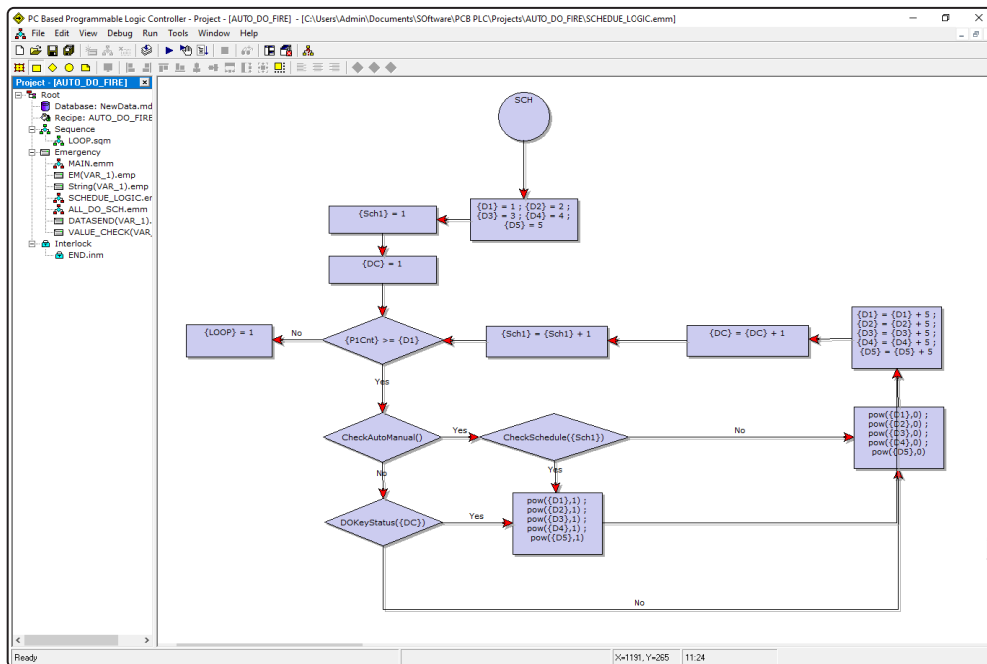 PC Based Programmable Logic Controller - Project - [AUTO_DO_FIRE] - [C:\Users\Admin\Documents\SOftware\PCB PLC\Projects\AUTO_DO_FIRE\SCHEDUE_LOGIC.emm]
File Edit View Debug Run Tools Window Help
Project - [AUTO_DO_FIRE]
Root
Database: NewData.md
Recipe: AUTO_DO_FIRE
Sequence
LOOP.sqm
Emergency
MAIN.emm
EM(VAR_1).emp
String(VAR_1).emp
SCHEDUE_LOGIC.er
ALL_DO_SCH.emm
DATASEND(VAR_1).
VALUE_CHECK(VAR_
Interlock
END.inm
SCH
{D1} = 1 ; {D2} = 2 ;
{D3} = 3 ; {D4} = 4 ;
{D5} = 5
{Sch1} = 1
{DC} = 1
{P1Cnt} >= {D1}
No
{LOOP} = 1
{Sch1} = {Sch1} + 1
{DC} = {DC} + 1
{D1} = {D1} + 5 ;
{D2} = {D2} + 5 ;
{D3} = {D3} + 5 ;
{D4} = {D4} + 5 ;
{D5} = {D5} + 5
Yes
CheckAutoManual()
Yes
CheckSchedule({Sch1})
No
pow({D1},0) ;
pow({D2},0) ;
pow({D3},0) ;
pow({D4},0) ;
pow({D5},0)
No
Yes
DOKeyStatus({DC})
Yes
pow({D1},1) ;
pow({D2},1) ;
pow({D3},1) ;
pow({D4},1) ;
pow({D5},1)
No
Ready
X=1191, Y=265
11:24